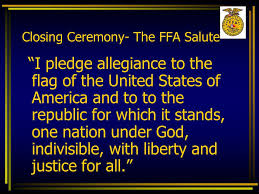 Closing Ceremony- The FFA Salute
“I pledge allegiance to the
flag of the United States of
America and to to the
republic for which it stands,
one nation under God,
indivisible, with liberty and
justice for all.”